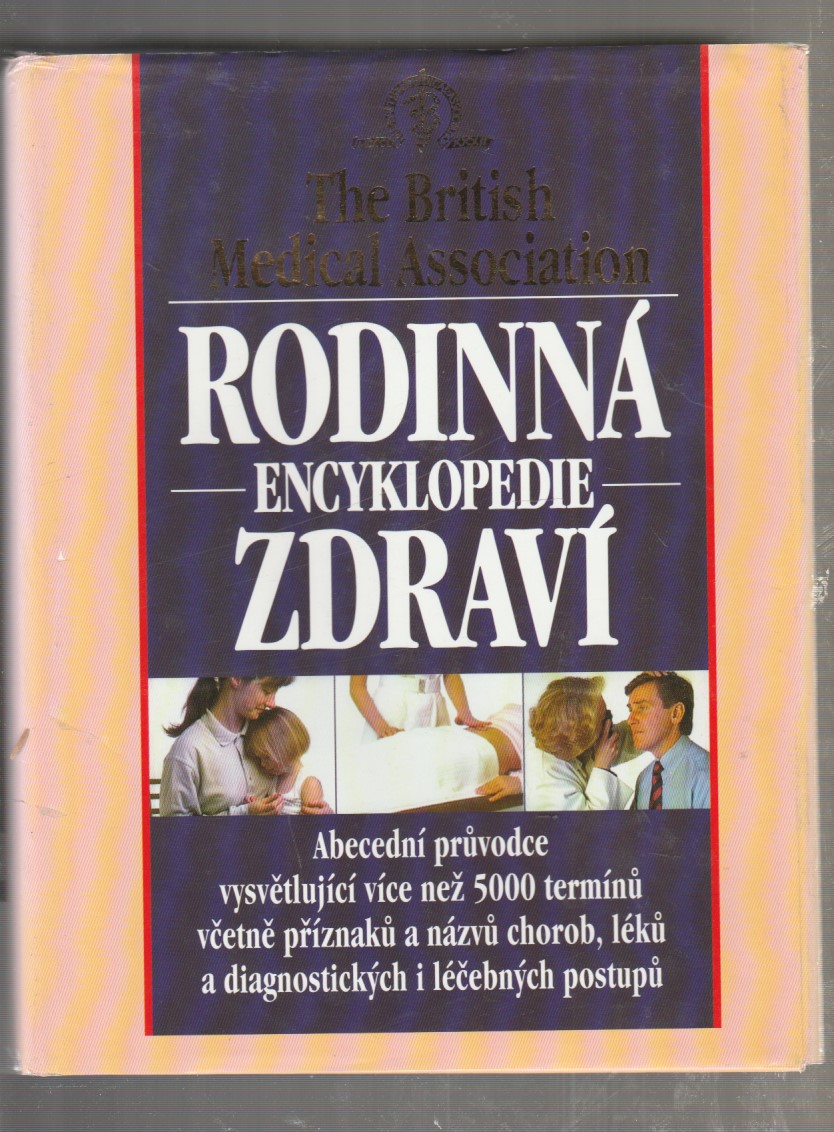 The British
Medical Association
RODINNÁ
ENCYKLOPEDIE
ZDRAVÍ
Abecední průvodce
vysvětlující více než 5000 termínů
včetně příznaků a názvů chorob, léků
a diagnostických i léčebných postupů